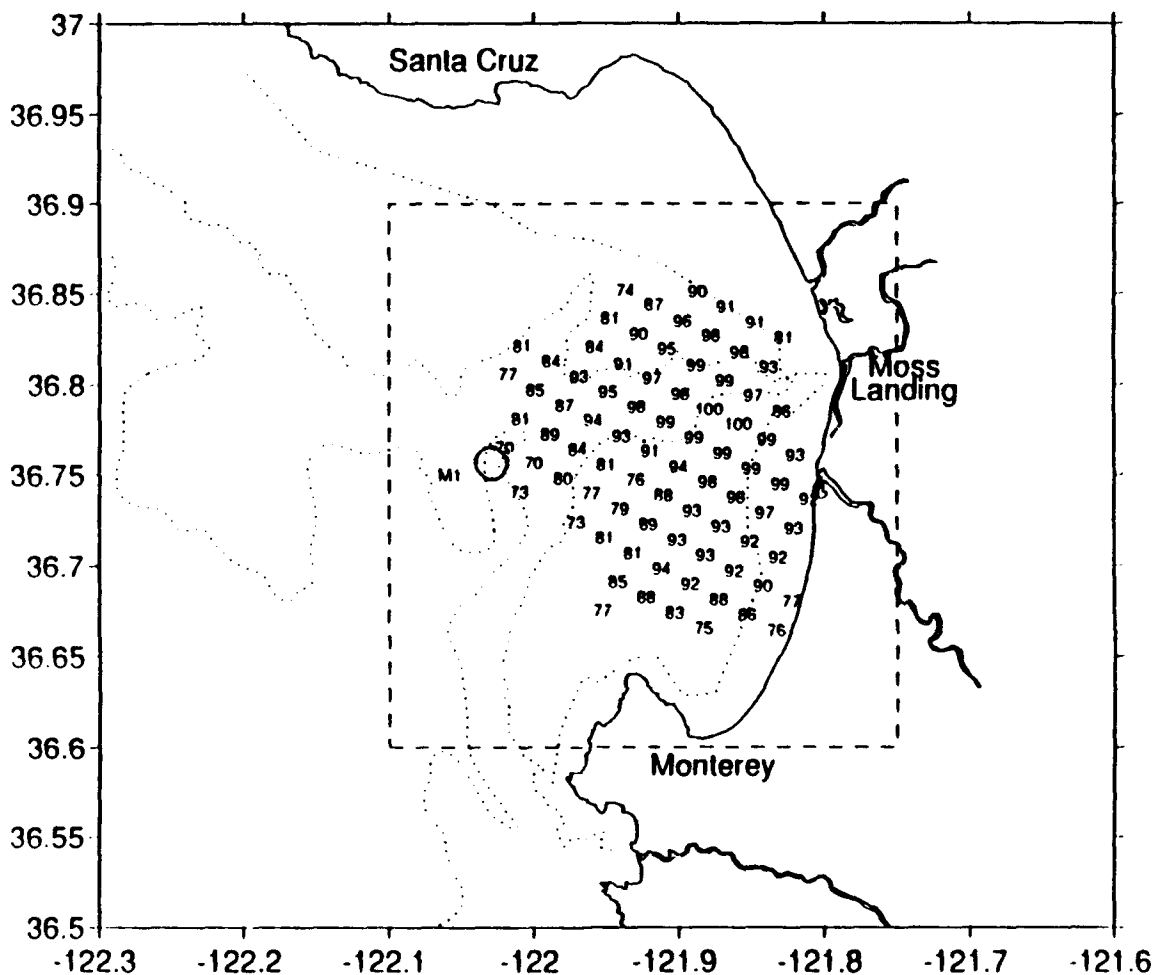 37
Santa Cruz
36.95
36.9
36.85
74 90
87 91
81 96 91
90 98 81
81 84 95 98
84 91 99 93
36.8
Moss
Landing
77 93 97 99
85 95 98 97
87 98 100 86
81 94 99 100
89 93 99 99
70 84 91 99 93
36.75
M1
70 81 94 99
80 76 98 99
73 77 88 98
79 93 97
73 89 93 93
81 93 92
81 93 92
36.7
94 92
85 92 90
88 88 77
77 83 86
75 76
36.65
36.6
Monterey
36.55
36.5
-122.3 -122.2 -122.1 -122 -121.9 -121.8 -121.7 -121.6